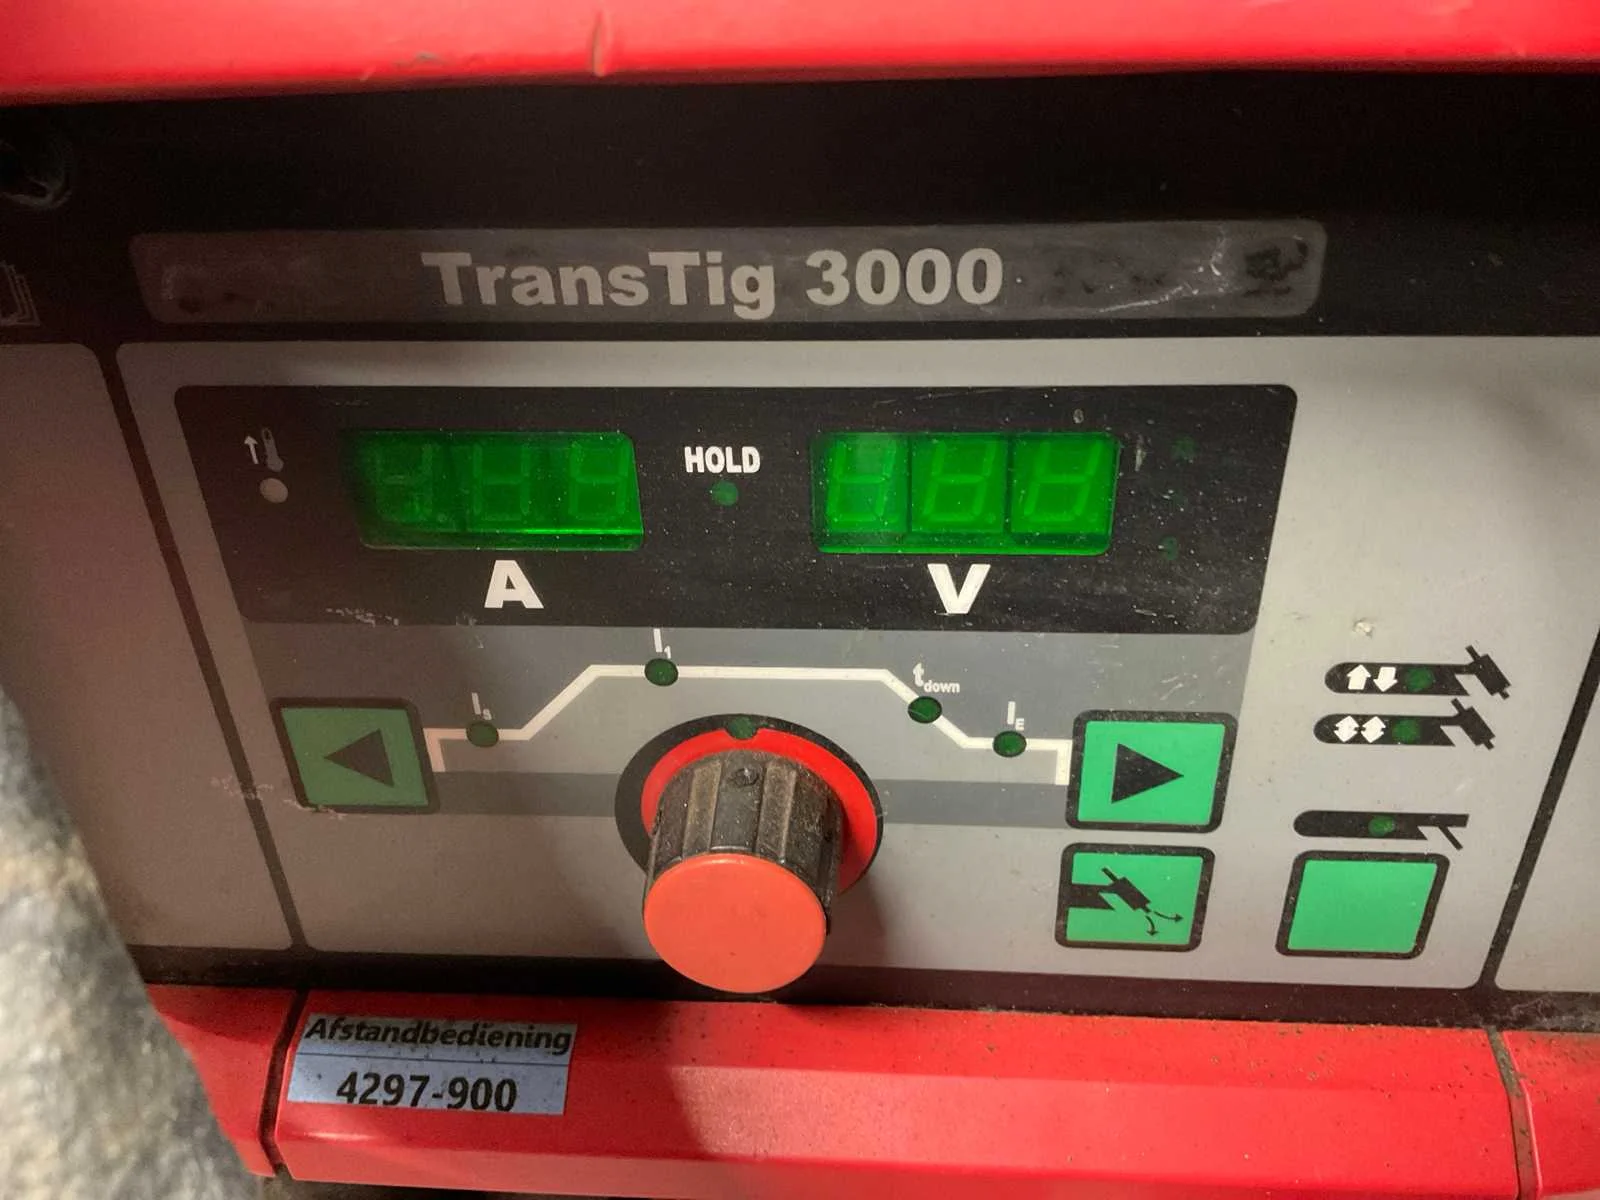 TransTig 3000
HOLD
A
V
I1
tdown
IS
IE
Afstandbediening
4297-900